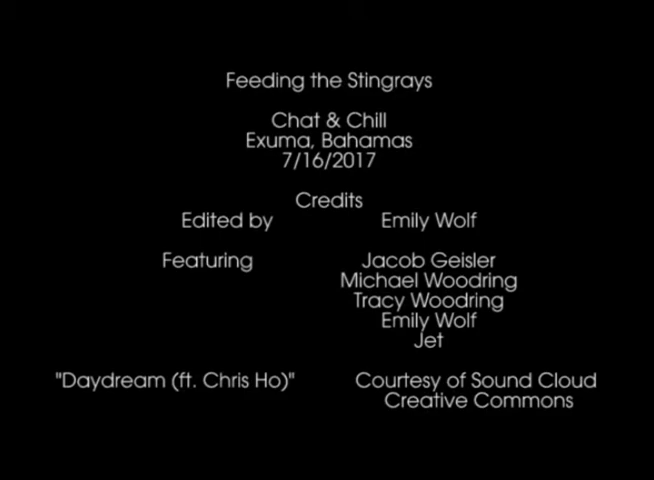 Feeding the Stingrays
Chat & Chill
Exuma, Bahamas
7/16/2017
Credits
Edited by Emily Wolf
Featuring Jacob Geisler
Michael Woodring
Tracy Woodring
Emily Wolf
Jet
"Daydream (ft. Chris Ho)" Courtesy of Sound Cloud
Creative Commons